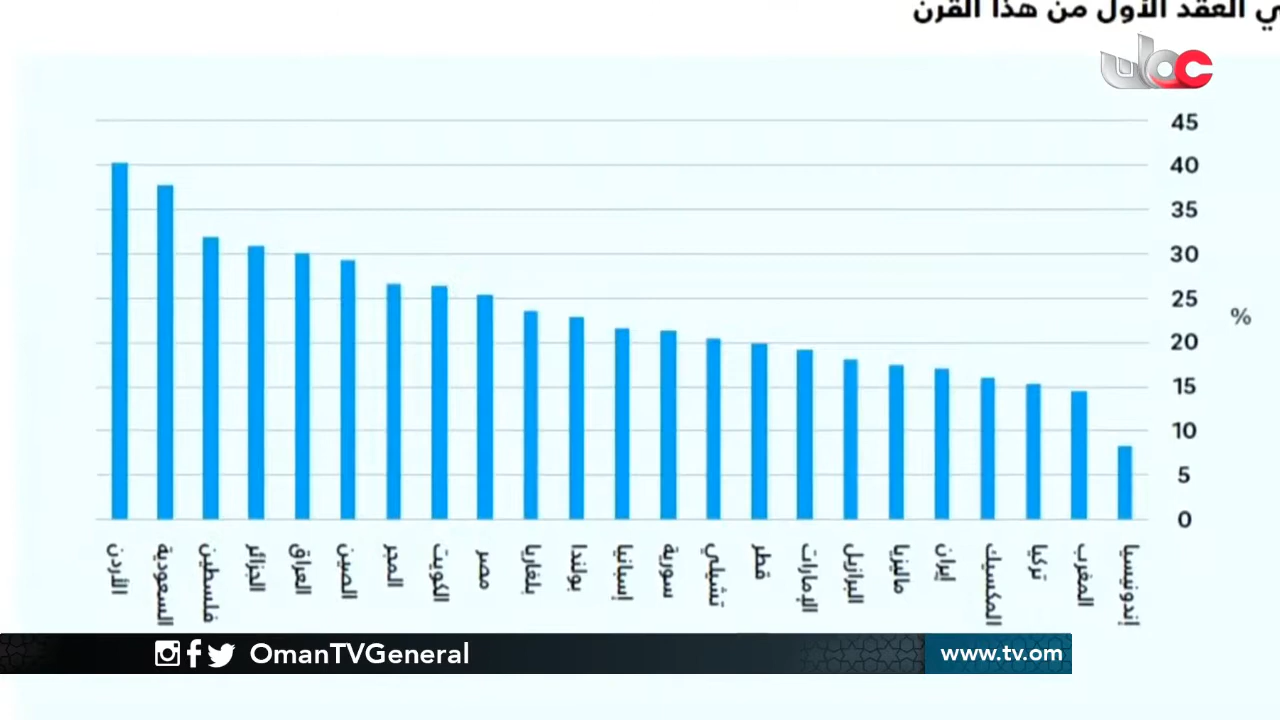 ي العقد الأول من هذا القرن
45
40
35
30
25
20
15
10
5
0
%
إندونيسيا
المغرب
تركيا
المكسيك
إيران
ماليزيا
البرازيل
الإمارات
قطر
تشيلي
سورية
إسبانيا
بولندا
بلغاريا
مصر
الكويت
المجر
الصين
العراق
الجزائر
فلسطين
السعودية
الأردن
OmanTVGeneral
www.tv.om